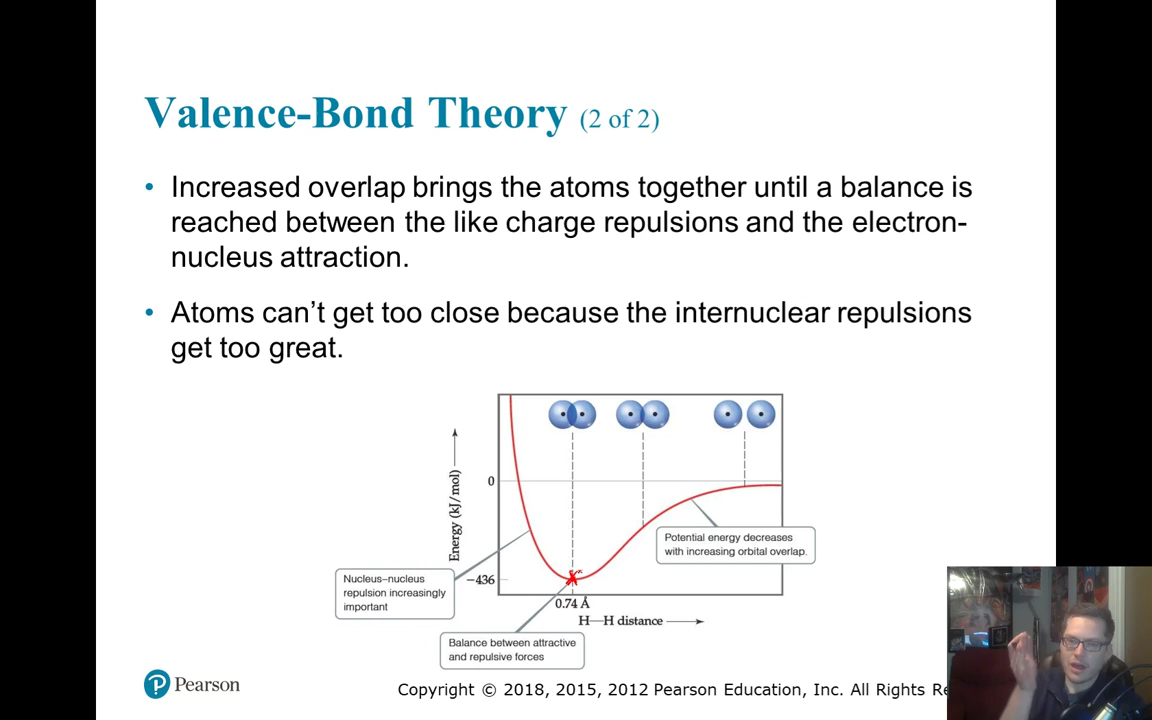 Valence-Bond Theory (2 of 2)
• Increased overlap brings the atoms together until a balance is
reached between the like charge repulsions and the electron-
nucleus attraction.
• Atoms can’t get too close because the internuclear repulsions
get too great.
Energy (kJ/mol)
0
−436
Potential energy decreases
with increasing orbital overlap.
Nucleus–nucleus
repulsion increasingly
important
0.74 Å
H—H distance
Balance between attractive
and repulsive forces
P Pearson
Copyright © 2018, 2015, 2012 Pearson Education, Inc. All Rights